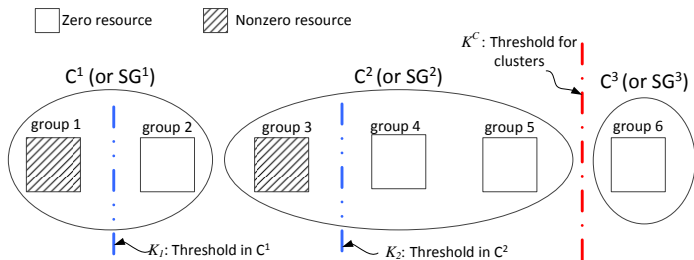 Zero resource
Nonzero resource
K^C: Threshold for
clusters
C^1 (or SG^1)
C^2 (or SG^2)
C^3 (or SG^3)
group 1
group 2
group 3
group 4
group 5
group 6
K_1: Threshold in C^1
K_2: Threshold in C^2